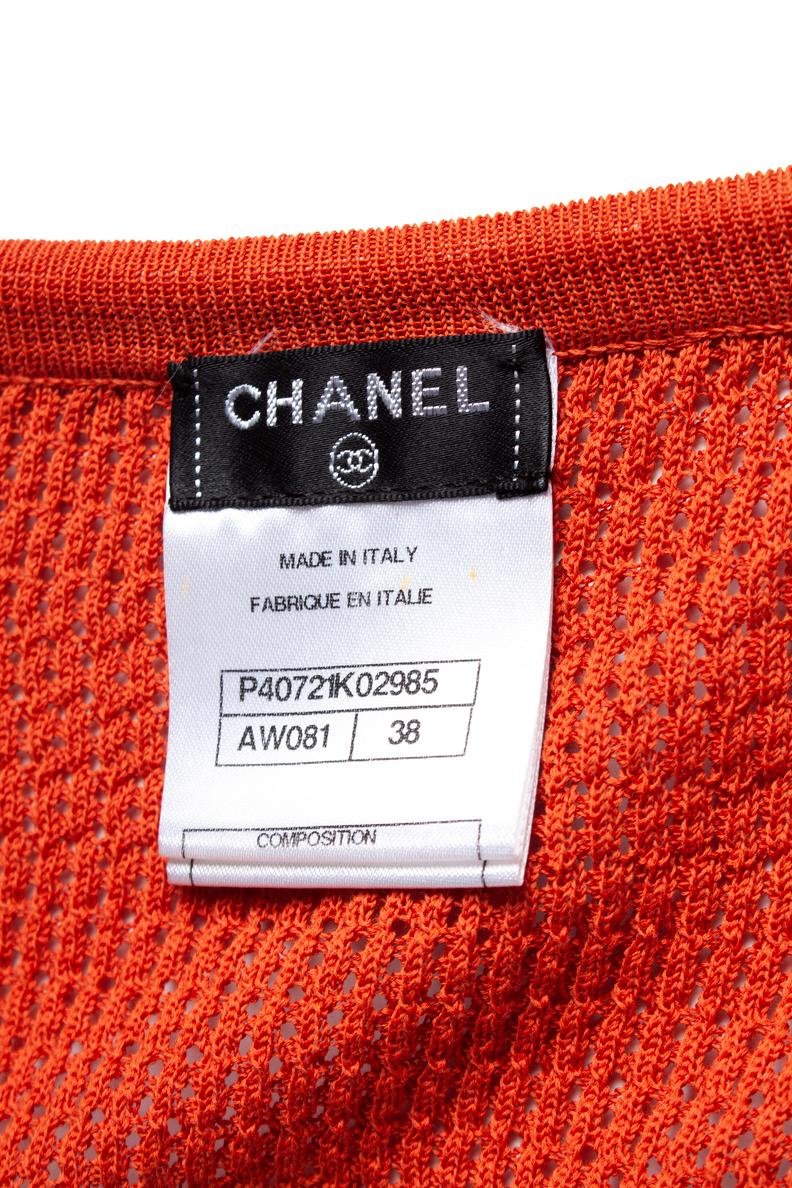 CHANEL
MADE IN ITALY
FABRIQUE EN ITALIE
P40721K02985
AW081 38
COMPOSITION